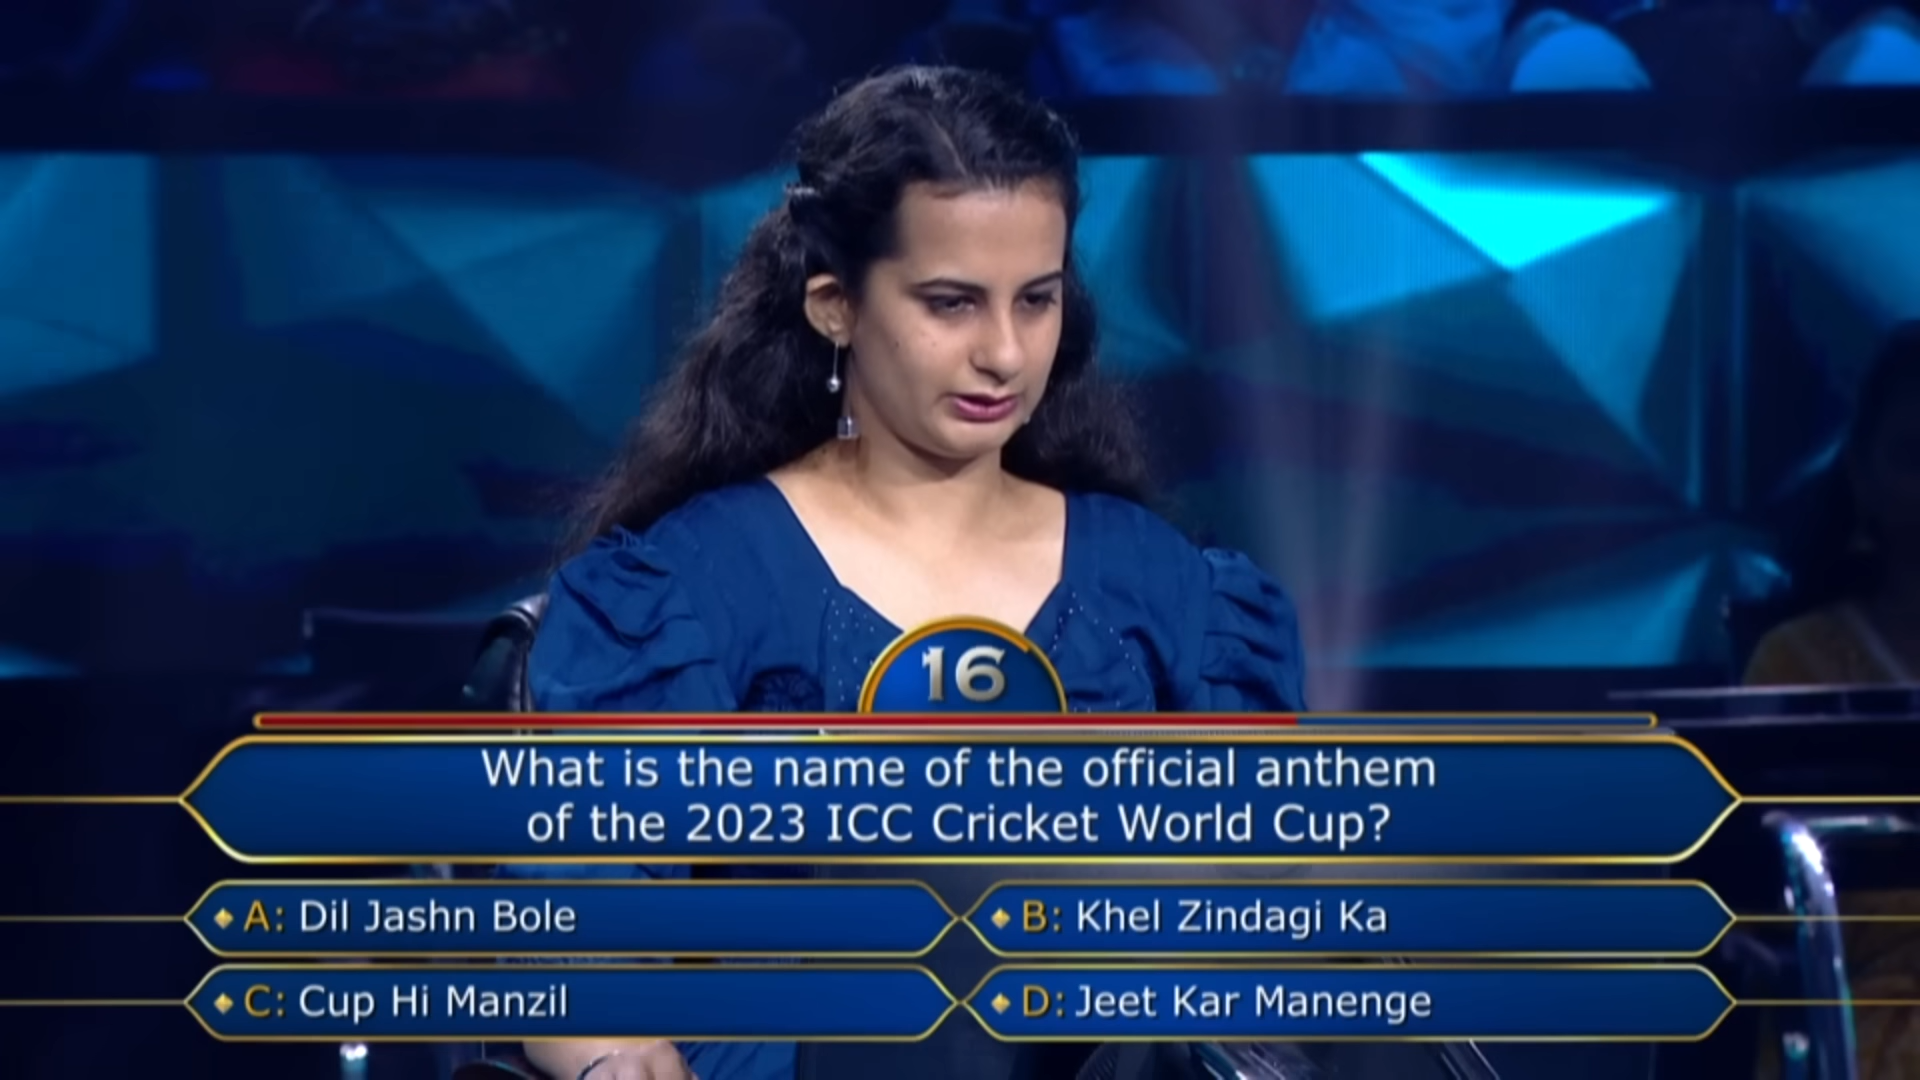 16
What is the name of the official anthem
of the 2023 ICC Cricket World Cup?
A: Dil Jashn Bole
B: Khel Zindagi Ka
C: Cup Hi Manzil
D: Jeet Kar Manenge